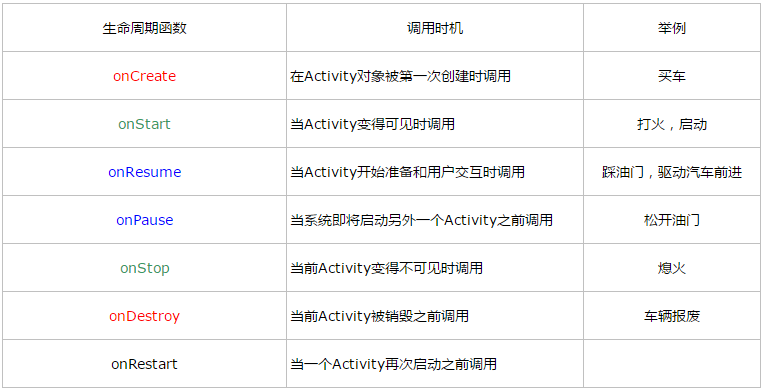 生命周期函数 调用时机 举例
onCreate 在Activity对象被第一次创建时调用 买车
onStart 当Activity变得可见时调用 打火，启动
onResume 当Activity开始准备和用户交互时调用 踩油门，驱动汽车前进
onPause 当系统即将启动另外一个Activity之前调用 松开油门
onStop 当前Activity变得不可见时调用 熄火
onDestroy 当前Activity被销毁之前调用 车辆报废
onRestart 当一个Activity再次启动之前调用